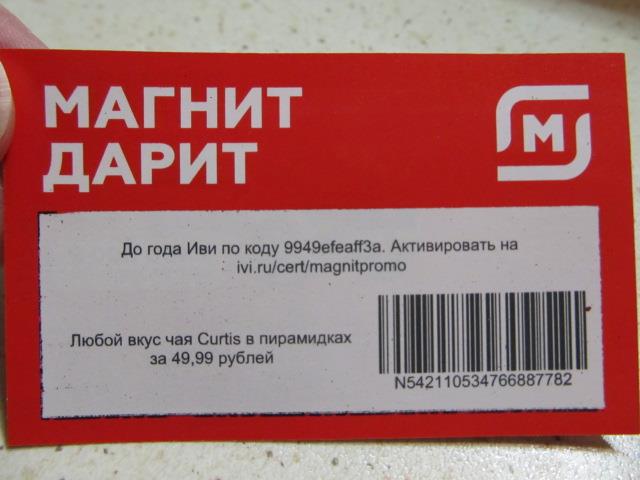 МАГНИТ
ДАРИТ
М
До года Иви по коду 9949efeaff3a. Активировать на
ivi.ru/cert/magnitpromo
Любой вкус чая Curtis в пирамидках
за 49,99 рублей
N542110534766887782